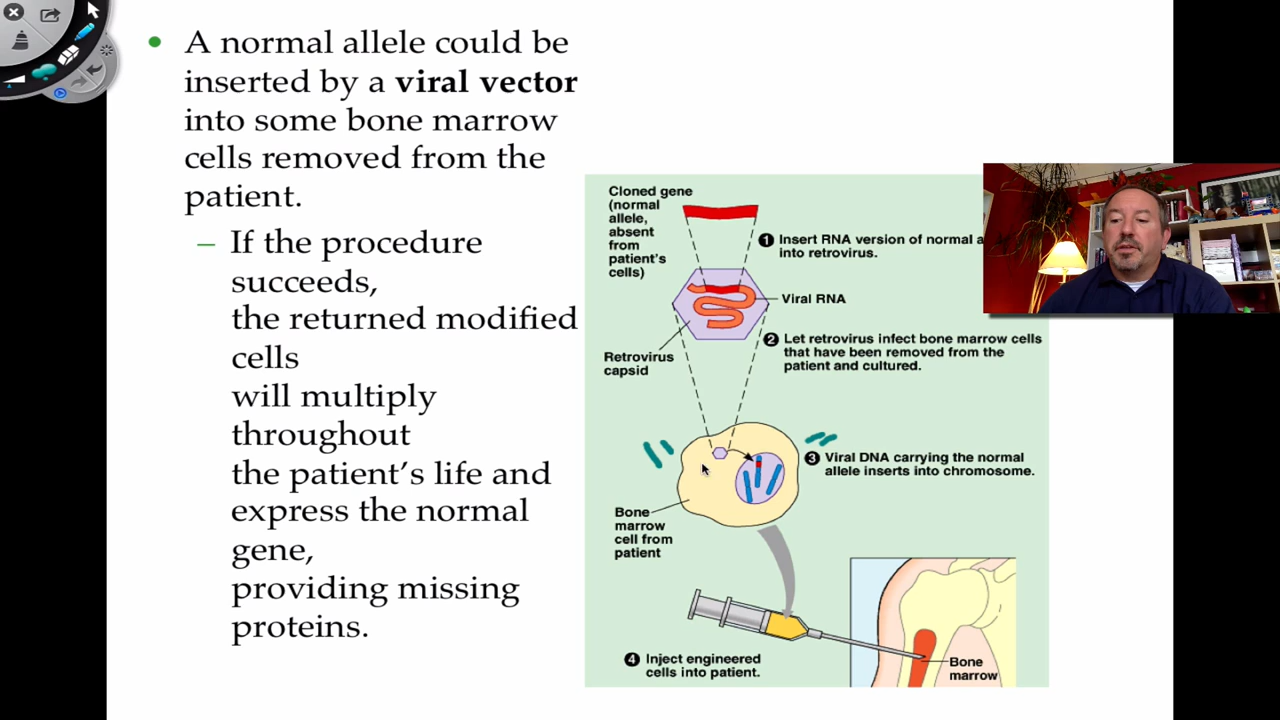 A normal allele could be
inserted by a viral vector
into some bone marrow
cells removed from the
patient.
– If the procedure
succeeds,
the returned modified
cells
will multiply
throughout
the patient’s life and
express the normal
gene,
providing missing
proteins.
Cloned gene
(normal
allele,
absent
from
patient’s
cells)
1 Insert RNA version of normal a
into retrovirus.
Viral RNA
Retrovirus
capsid
2 Let retrovirus infect bone marrow cells
that have been removed from the
patient and cultured.
3 Viral DNA carrying the normal
allele inserts into chromosome.
Bone
marrow
cell from
patient
4 Inject engineered
cells into patient.
Bone
marrow